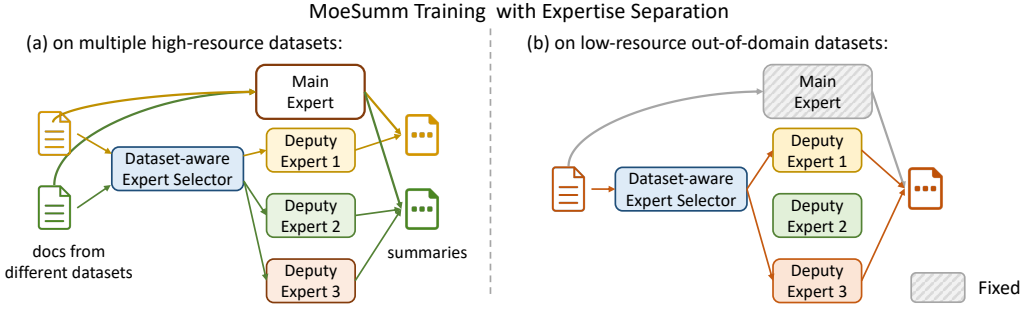 MoeSumm Training with Expertise Separation
(a) on multiple high-resource datasets:
Main
Expert
Deputy
Expert 1
Dataset-aware
Expert Selector
Deputy
Expert 2
docs from
different datasets
summaries
Deputy
Expert 3
(b) on low-resource out-of-domain datasets:
Main
Expert
Deputy
Expert 1
Dataset-aware
Expert Selector
Deputy
Expert 2
Deputy
Expert 3
Fixed